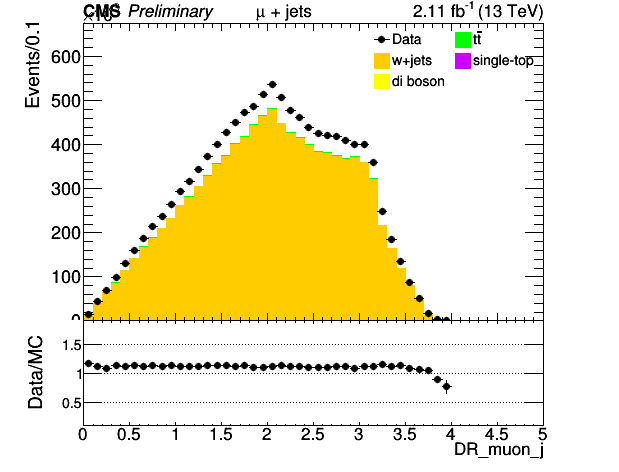 CMS Preliminary μ + jets 2.11 fb⁻¹ (13 TeV)
Events/0.1
Data tt̅
w+jets single-top
di boson
600
500
400
300
200
100
0
Data/MC
1.5
1
0.5
0 0.5 1 1.5 2 2.5 3 3.5 4 4.5 5
DR_muon_j